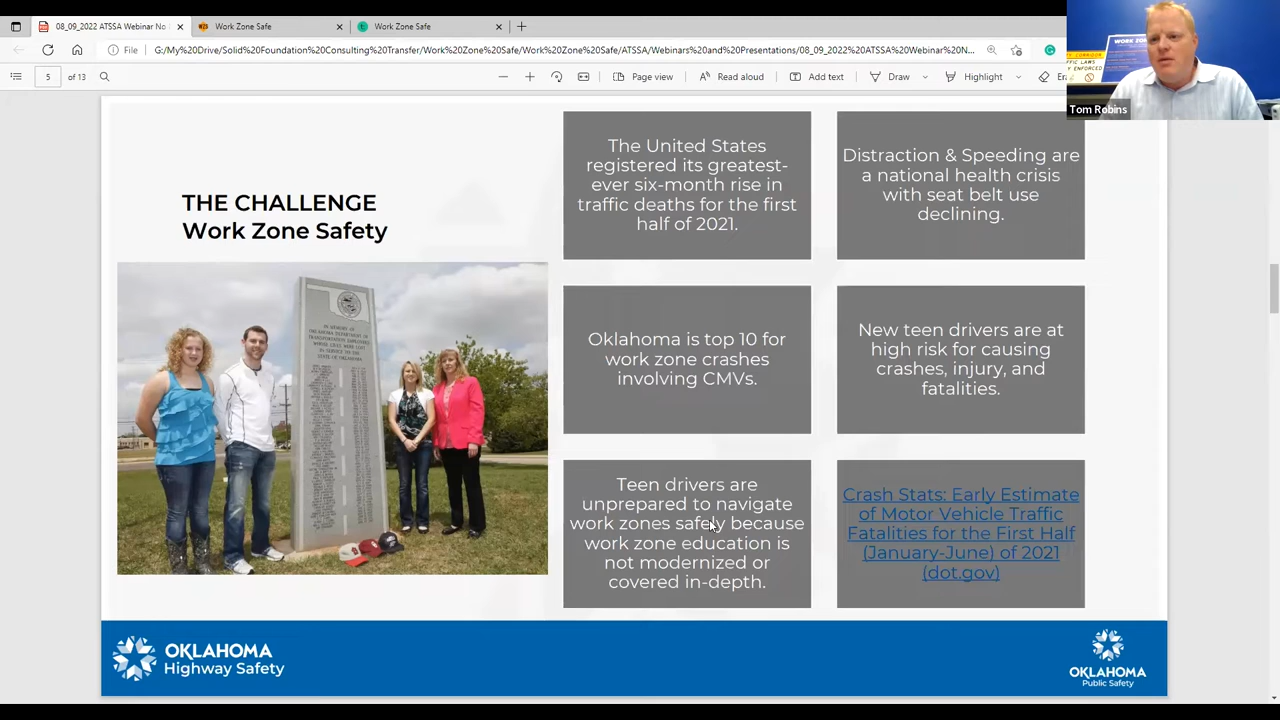 08_09_2022 ATSSA Webinar No
Work Zone Safe
Work Zone Safe
File
G:/My%20Drive/Solid%20Foundation%20Consulting%20Transfer/Work%20Zone%20Safe/Work%20Zone%20Safe/ATSSA/Webinars%20and%20Presentations/08_09_2022%20ATSSA%20Webinar%20N...
5 of 13
Page view
Read aloud
Add text
Draw
Highlight
Tom Robins
THE CHALLENGE
Work Zone Safety
The United States
registered its greatest-
ever six-month rise in
traffic deaths for the first
half of 2021.
Distraction & Speeding are
a national health crisis
with seat belt use
declining.
Oklahoma is top 10 for
work zone crashes
involving CMVs.
New teen drivers are at
high risk for causing
crashes, injury, and
fatalities.
Teen drivers are
unprepared to navigate
work zones safely because
work zone education is
not modernized or
covered in-depth.
Crash Stats: Early Estimate
of Motor Vehicle Traffic
Fatalities for the First Half
(January-June) of 2021
(dot.gov)
OKLAHOMA
Highway Safety
OKLAHOMA
Public Safety